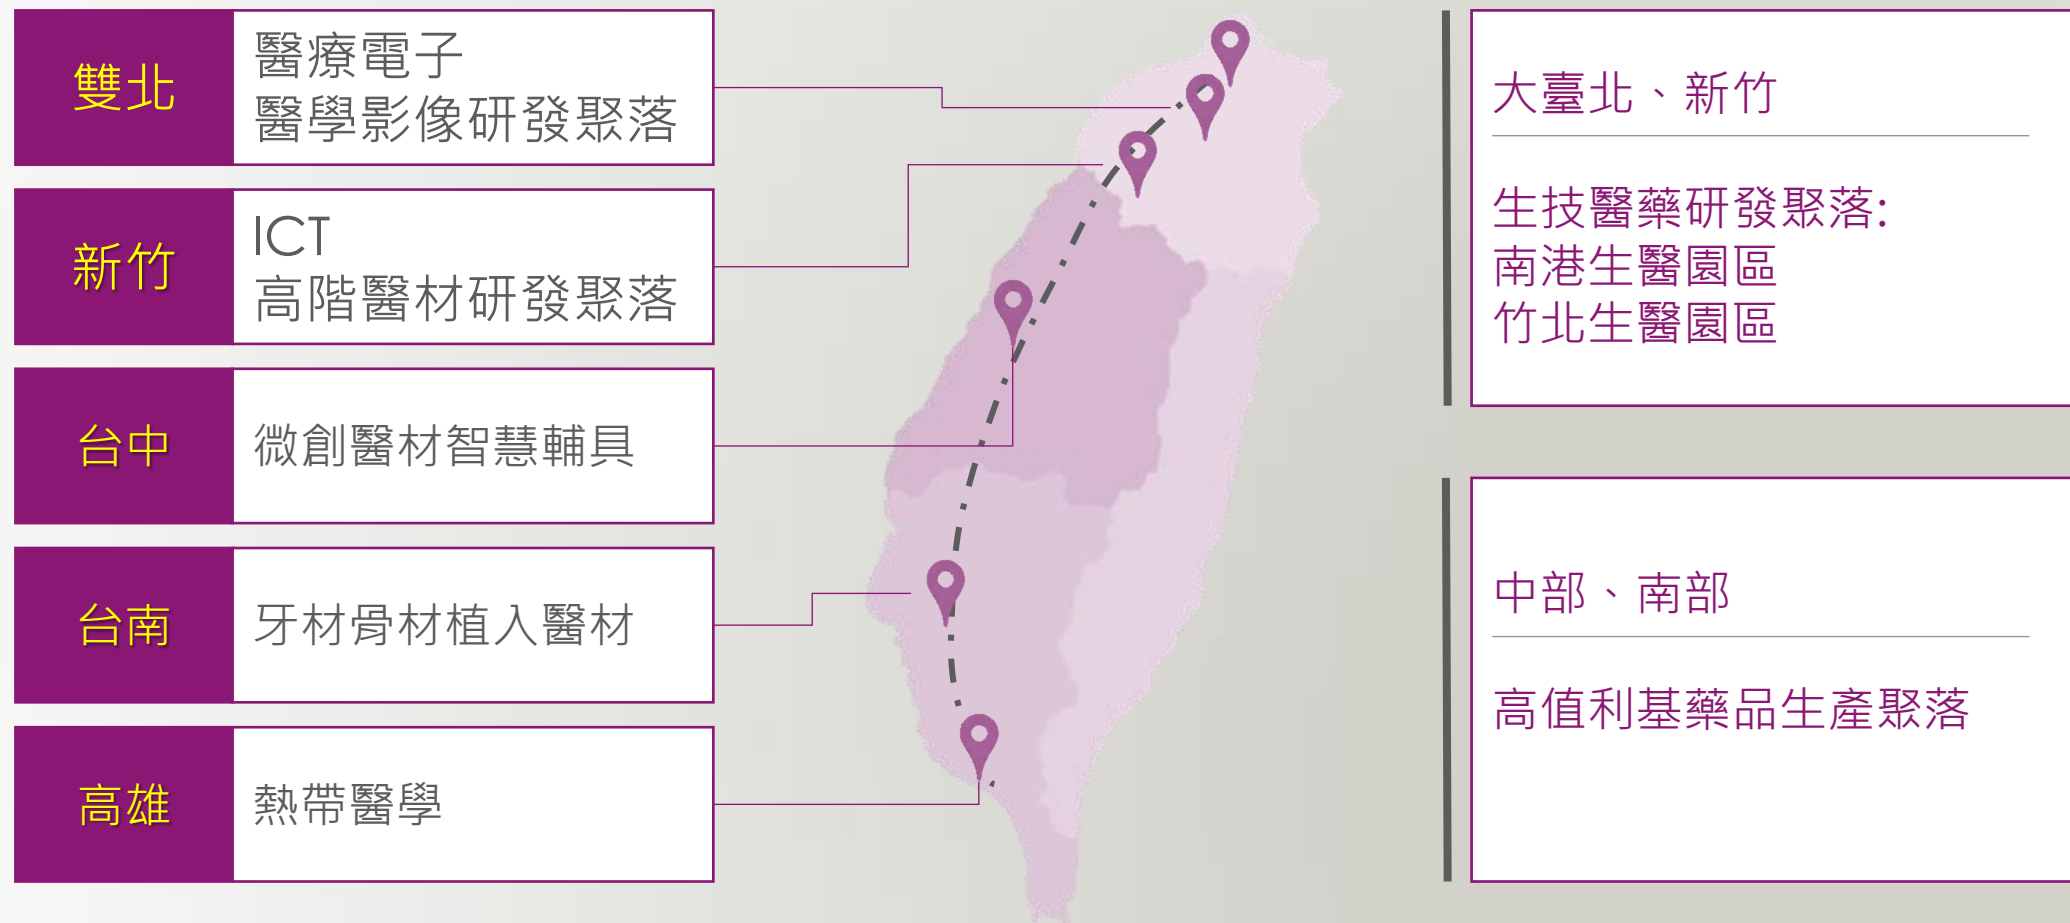 雙北
醫療電子
醫學影像研發聚落
新竹
ICT
高階醫材研發聚落
台中
微創醫材智慧輔具
台南
牙材骨材植入醫材
高雄
熱帶醫學
大臺北、新竹
生技醫藥研發聚落:
南港生醫園區
竹北生醫園區
中部、南部
高值利基藥品生產聚落